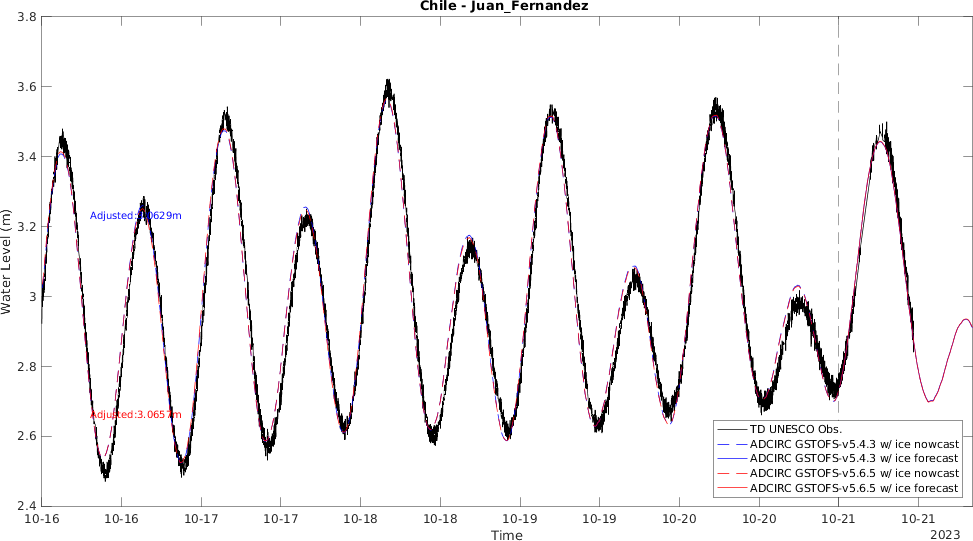 Chile - Juan_Fernandez
3.8
3.6
3.4
3.2
3
2.8
2.6
2.4
Water Level (m)
Adjusted:3.0629m
Adjusted:3.0657m
TD UNESCO Obs.
ADCIRC GSTOFS-v5.4.3 w/ ice nowcast
ADCIRC GSTOFS-v5.4.3 w/ ice forecast
ADCIRC GSTOFS-v5.6.5 w/ ice nowcast
ADCIRC GSTOFS-v5.6.5 w/ ice forecast
10-16 10-16 10-17 10-17 10-18 10-18 10-19 10-19 10-20 10-20 10-21 10-21
Time
2023